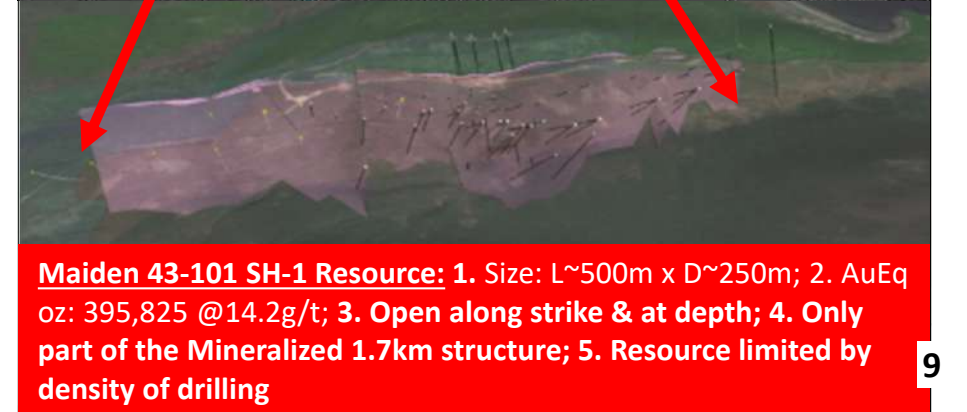 Maiden 43-101 SH-1 Resource: 1. Size: L~500m x D~250m; 2. AuEq
oz: 395,825 @14.2g/t; 3. Open along strike & at depth; 4. Only
part of the Mineralized 1.7km structure; 5. Resource limited by
density of drilling
9